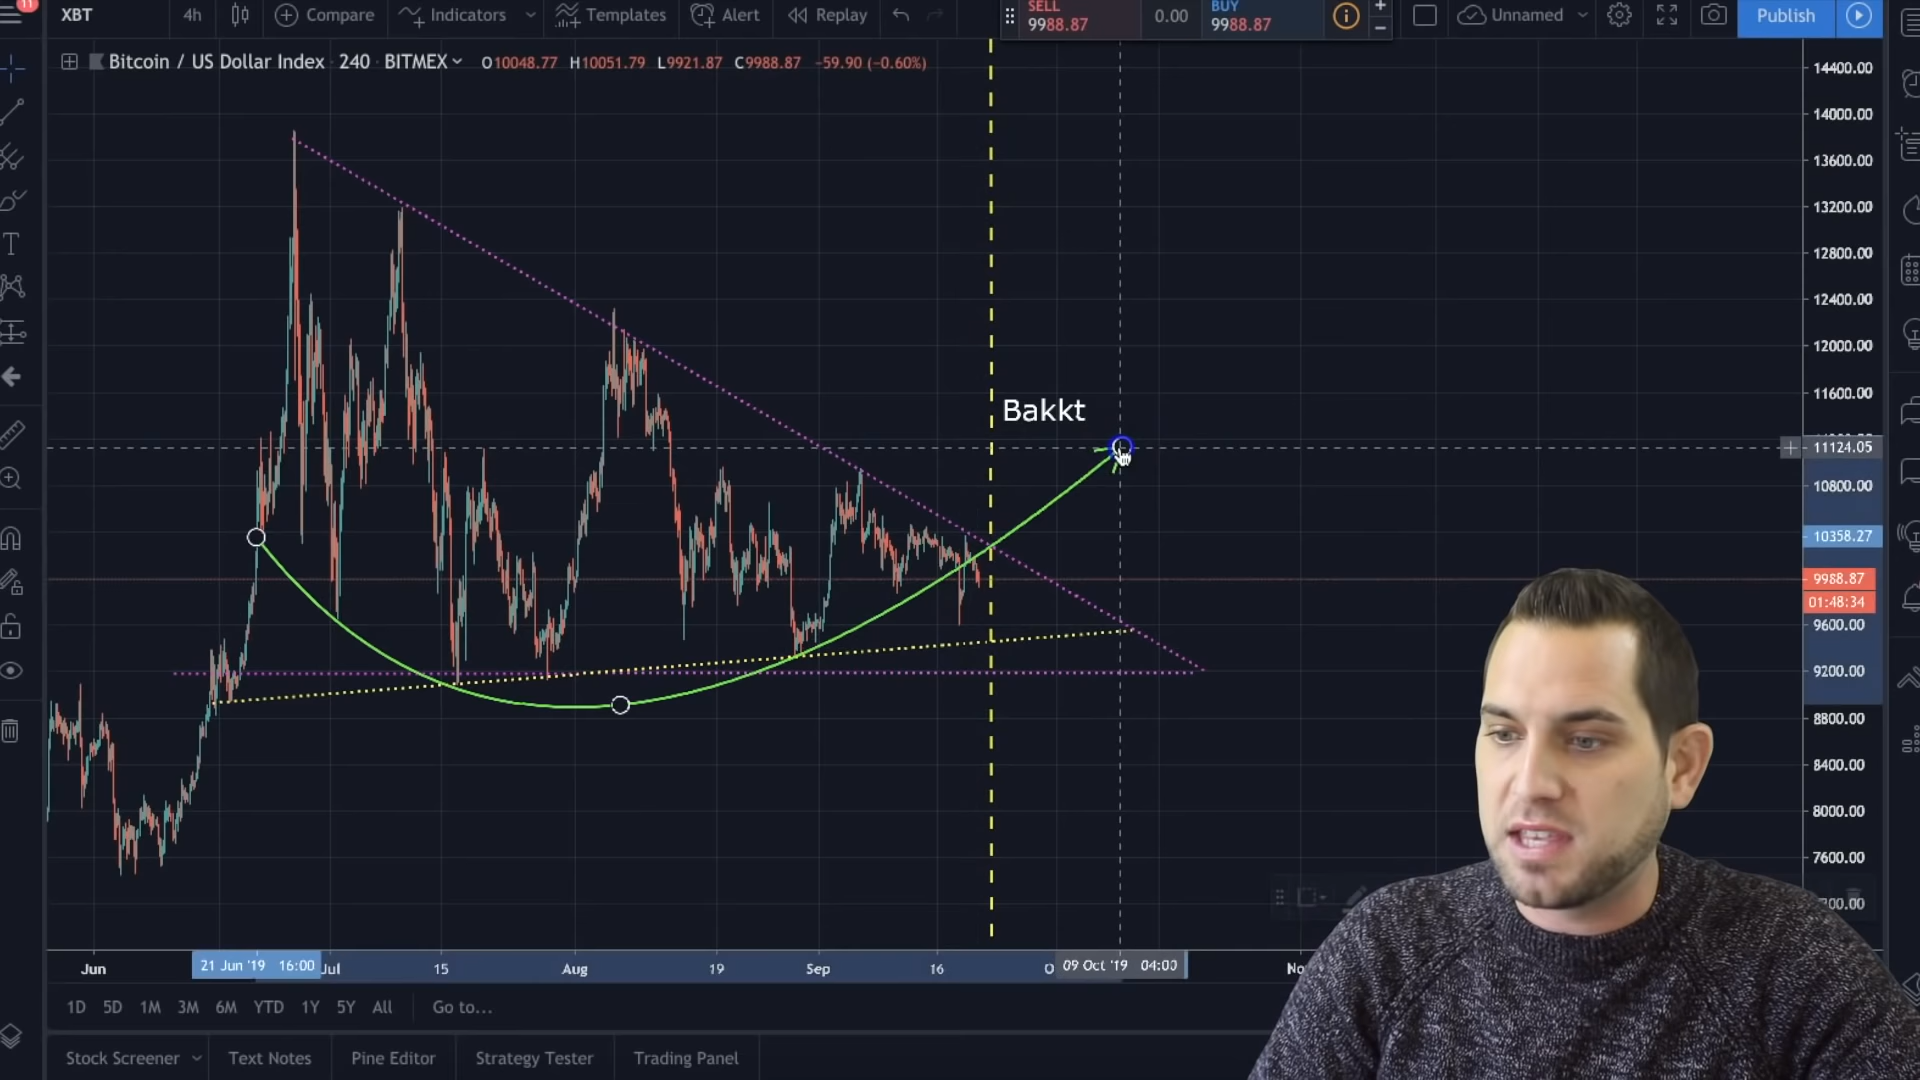 11
XBT
4h
Compare
Indicators
Templates
Alert
Replay
SELL
9988.87
0.00
BUY
9988.87
Unnamed
Publish
Bitcoin / US Dollar Index 240 BITMEX O10048.77 H10051.79 L9921.87 C9988.87 -59.90 (-0.60%)
14400.00
14000.00
13600.00
13200.00
12800.00
12400.00
12000.00
11600.00
Bakkt
11124.05
10800.00
10358.27
9988.87
01:48:34
9600.00
9200.00
8800.00
8400.00
8000.00
7600.00
Jun
21 Jun '19 16:00
Jul
15
Aug
19
Sep
16
09 Oct '19 04:00
1D 5D 1M 3M 6M YTD 1Y 5Y All Go to...
Stock Screener
Text Notes
Pine Editor
Strategy Tester
Trading Panel